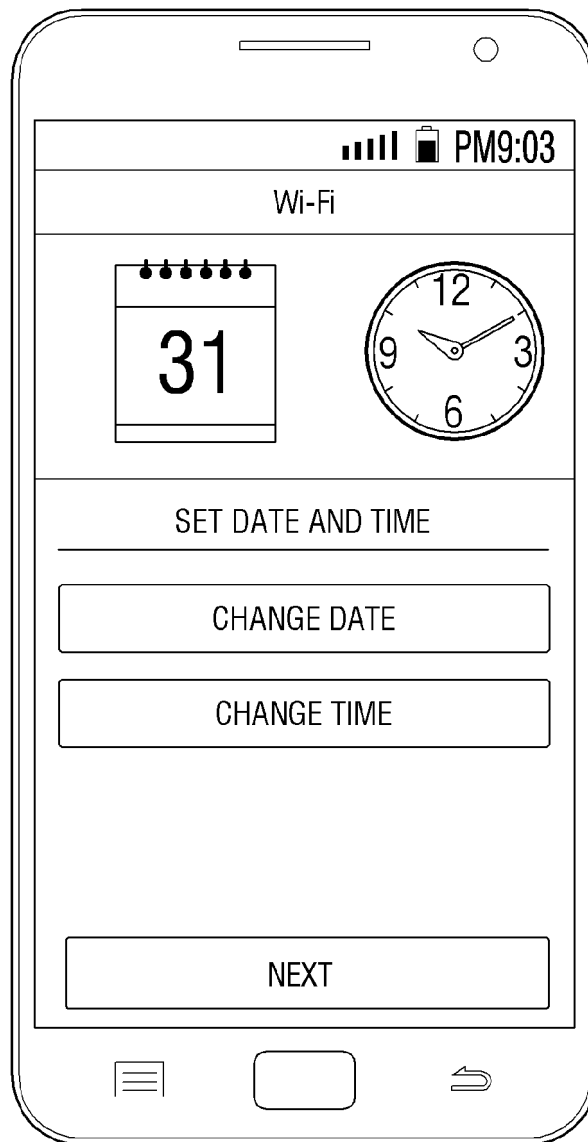 PM9:03
Wi-Fi
31
12
9
3
6
SET DATE AND TIME
CHANGE DATE
CHANGE TIME
NEXT